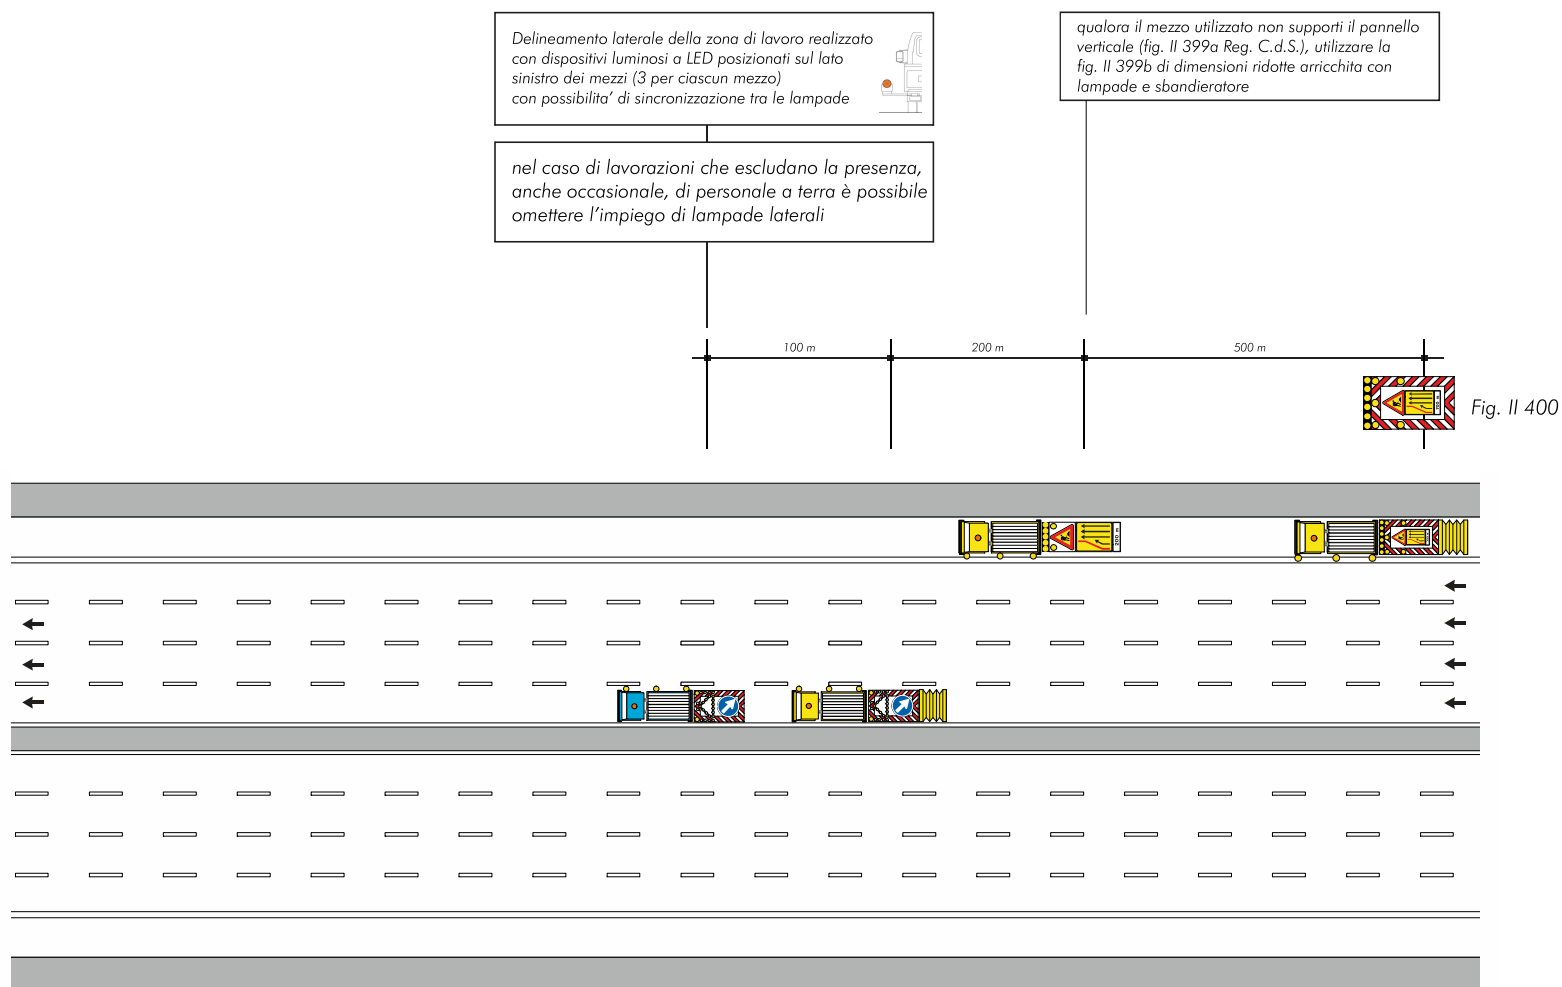 Delineamento laterale della zona di lavoro realizzato
con dispositivi luminosi a LED posizionati sul lato
sinistro dei mezzi (3 per ciascun mezzo)
con possibilita’ di sincronizzazione tra le lampade
nel caso di lavorazioni che escludano la presenza,
anche occasionale, di personale a terra è possibile
omettere l’impiego di lampade laterali
qualora il mezzo utilizzato non supporti il pannello
verticale (fig. II 399a Reg. C.d.S.), utilizzare la
fig. II 399b di dimensioni ridotte arricchita con
lampade e sbandieratore
100 m
200 m
500 m
Fig. II 400
200 m